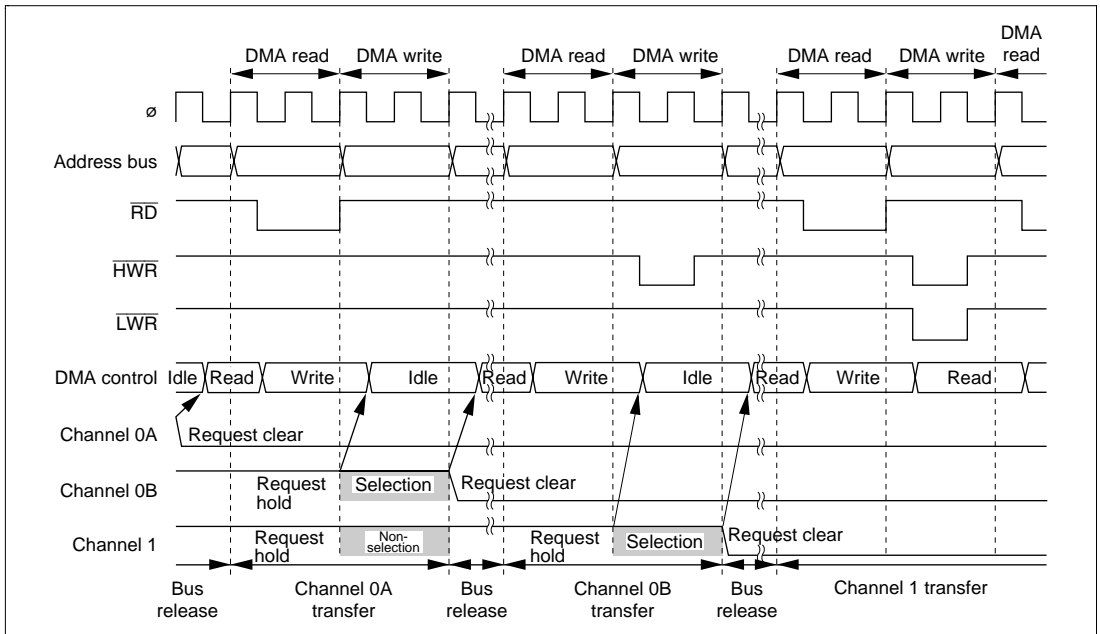 DMA
read
DMA read DMA write DMA read DMA write DMA read DMA write
ø
Address bus
RD
HWR
LWR
DMA control Idle Read Write Idle Read Write Idle Read Write Read
Channel 0A Request clear
Channel 0B Request hold Selection Request clear
Channel 1 Request hold Non-selection Request hold Selection Request clear
Bus release Channel 0A transfer Bus release Channel 0B transfer Bus release Channel 1 transfer